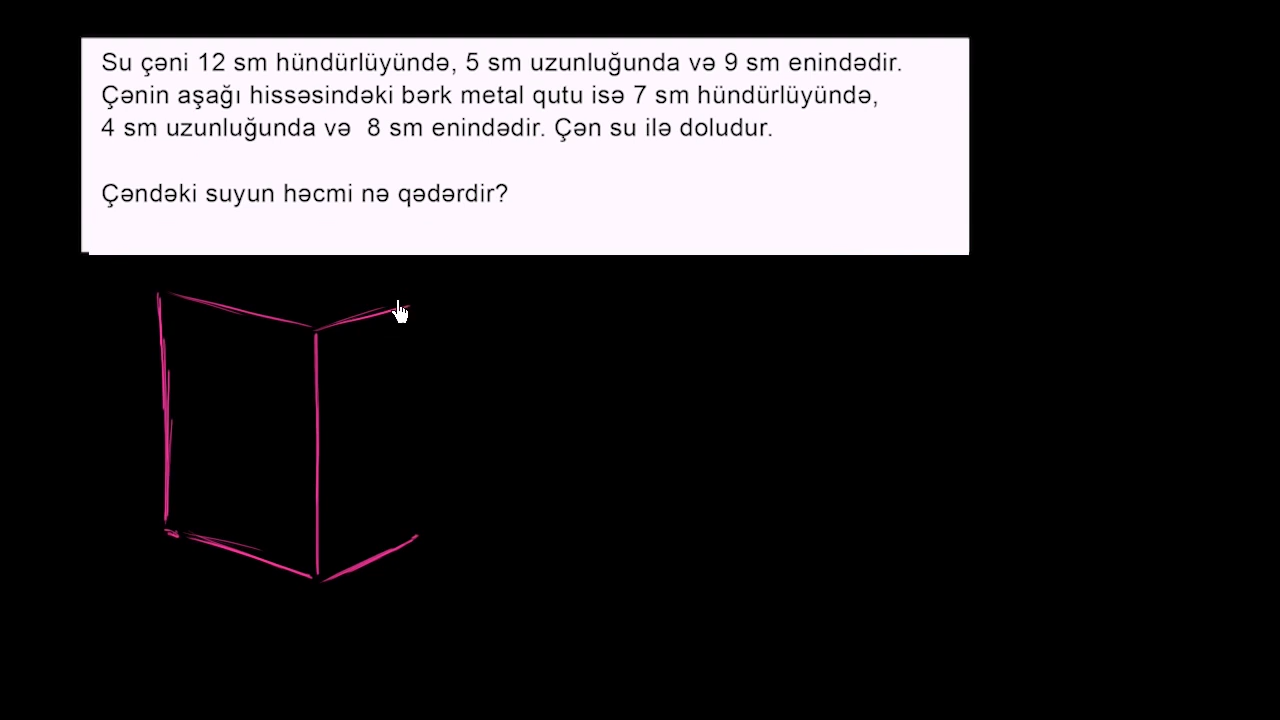 Su çəni 12 sm hündürlüyündə, 5 sm uzunluğunda və 9 sm enindədir.
Çənin aşağı hissəsindəki bərk metal qutu isə 7 sm hündürlüyündə,
4 sm uzunluğunda və 8 sm enindədir. Çən su ilə doludur.
Çəndəki suyun həcmi nə qədərdir?